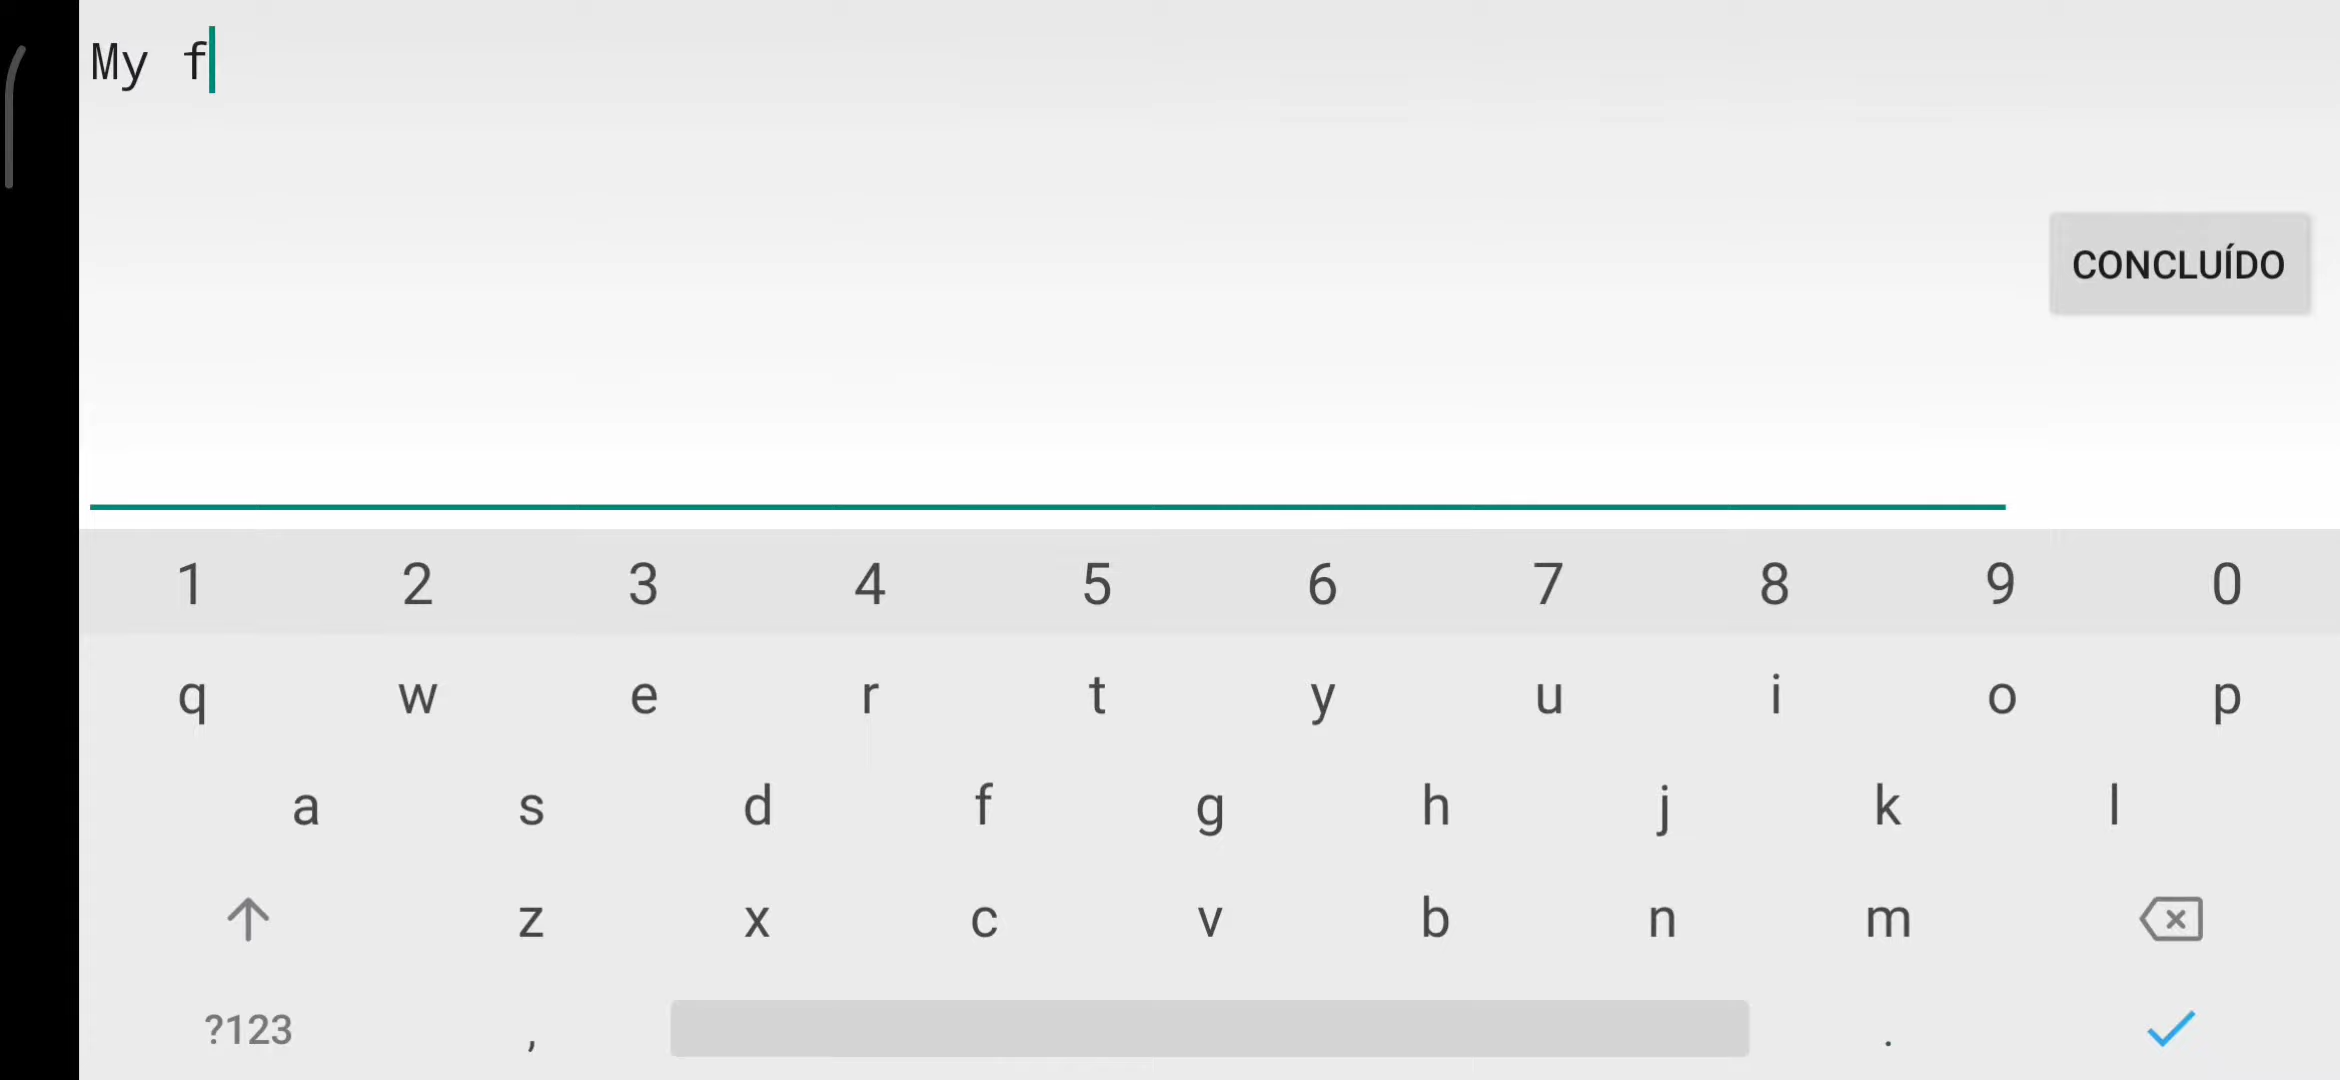 My f
CONCLUÍDO
1 2 3 4 5 6 7 8 9 0
q w e r t y u i o p
a s d f g h j k l
z x c v b n m
?123 , .